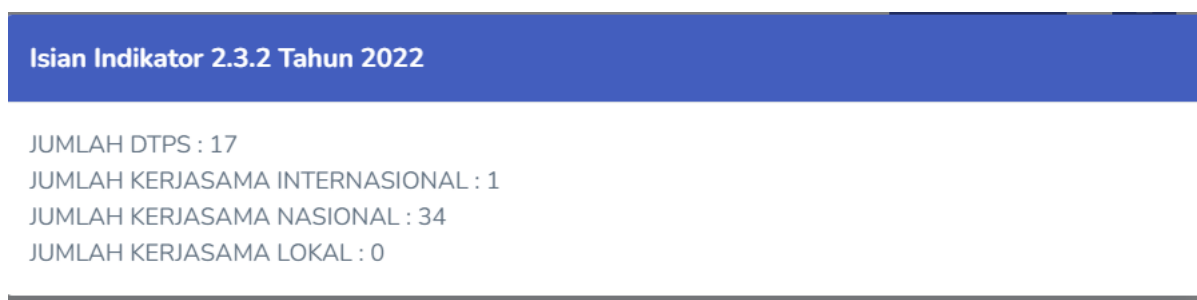 Isian Indikator 2.3.2 Tahun 2022
JUMLAH DTPS : 17
JUMLAH KERJASAMA INTERNASIONAL : 1
JUMLAH KERJASAMA NASIONAL : 34
JUMLAH KERJASAMA LOKAL : 0